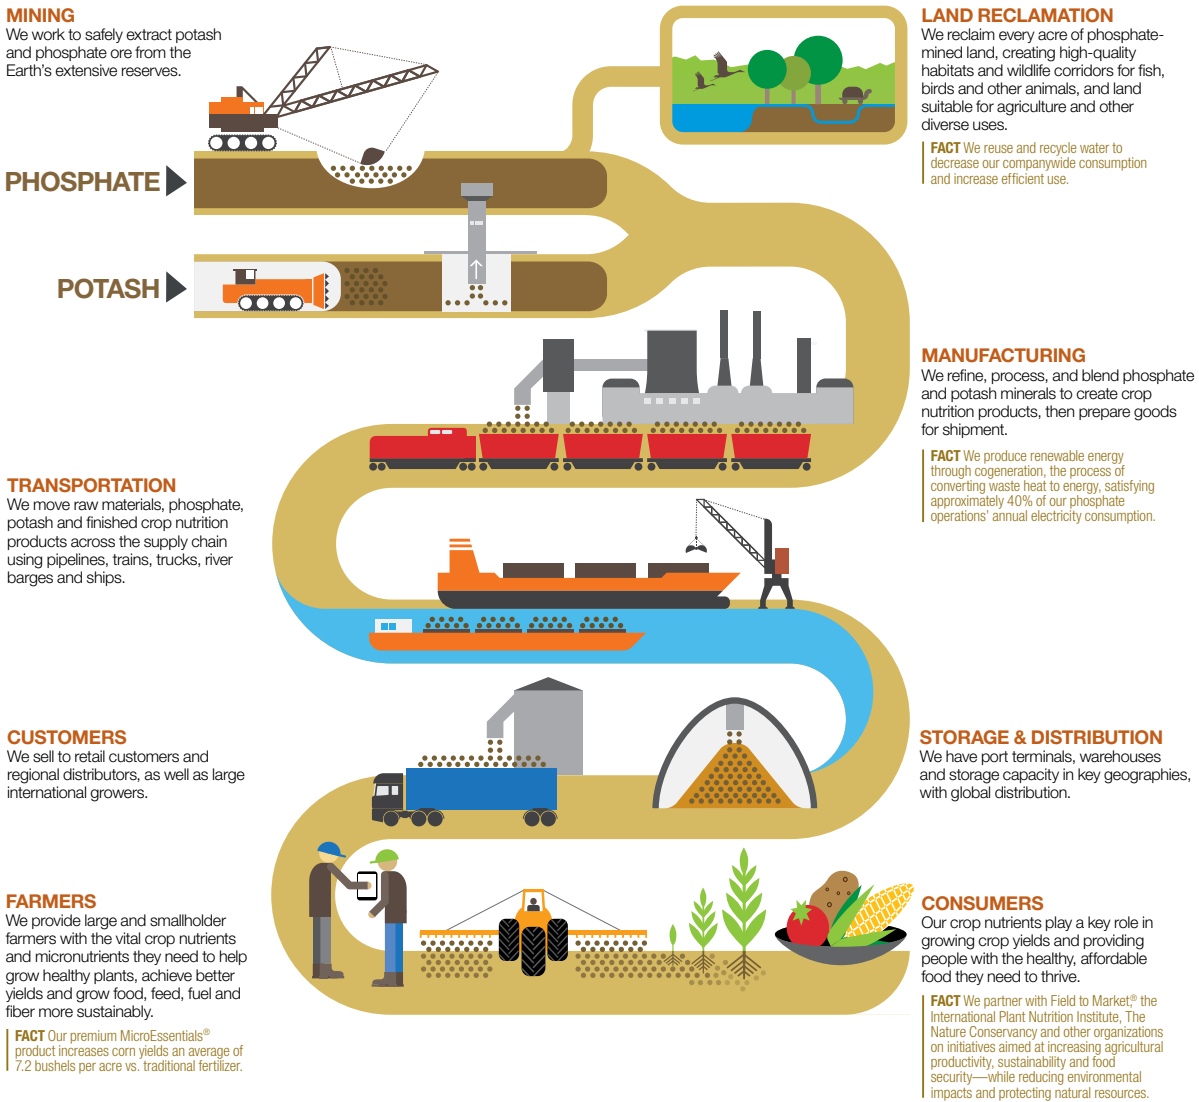 MINING
We work to safely extract potash
and phosphate ore from the
Earth's extensive reserves.
PHOSPHATE
POTASH
LAND RECLAMATION
We reclaim every acre of phosphate-
mined land, creating high-quality
habitats and wildlife corridors for fish,
birds and other animals, and land
suitable for agriculture and other
diverse uses.
FACT We reuse and recycle water to
decrease our companywide consumption
and increase efficient use.
MANUFACTURING
We refine, process, and blend phosphate
and potash minerals to create crop
nutrition products, then prepare goods
for shipment.
FACT We produce renewable energy
through cogeneration, the process of
converting waste heat to energy, satisfying
approximately 40% of our phosphate
operations' annual electricity consumption.
TRANSPORTATION
We move raw materials, phosphate,
potash and finished crop nutrition
products across the supply chain
using pipelines, trains, trucks, river
barges and ships.
CUSTOMERS
We sell to retail customers and
regional distributors, as well as large
international growers.
STORAGE & DISTRIBUTION
We have port terminals, warehouses
and storage capacity in key geographies,
with global distribution.
FARMERS
We provide large and smallholder
farmers with the vital crop nutrients
and micronutrients they need to help
grow healthy plants, achieve better
yields and grow food, feed, fuel and
fiber more sustainably.
FACT Our premium MicroEssentials®
product increases corn yields an average of
7.2 bushels per acre vs. traditional fertilizer.
CONSUMERS
Our crop nutrients play a key role in
growing crop yields and providing
people with the healthy, affordable
food they need to thrive.
FACT We partner with Field to Market,® the
International Plant Nutrition Institute, The
Nature Conservancy and other organizations
on initiatives aimed at increasing agricultural
productivity, sustainability and food
security—while reducing environmental
impacts and protecting natural resources.